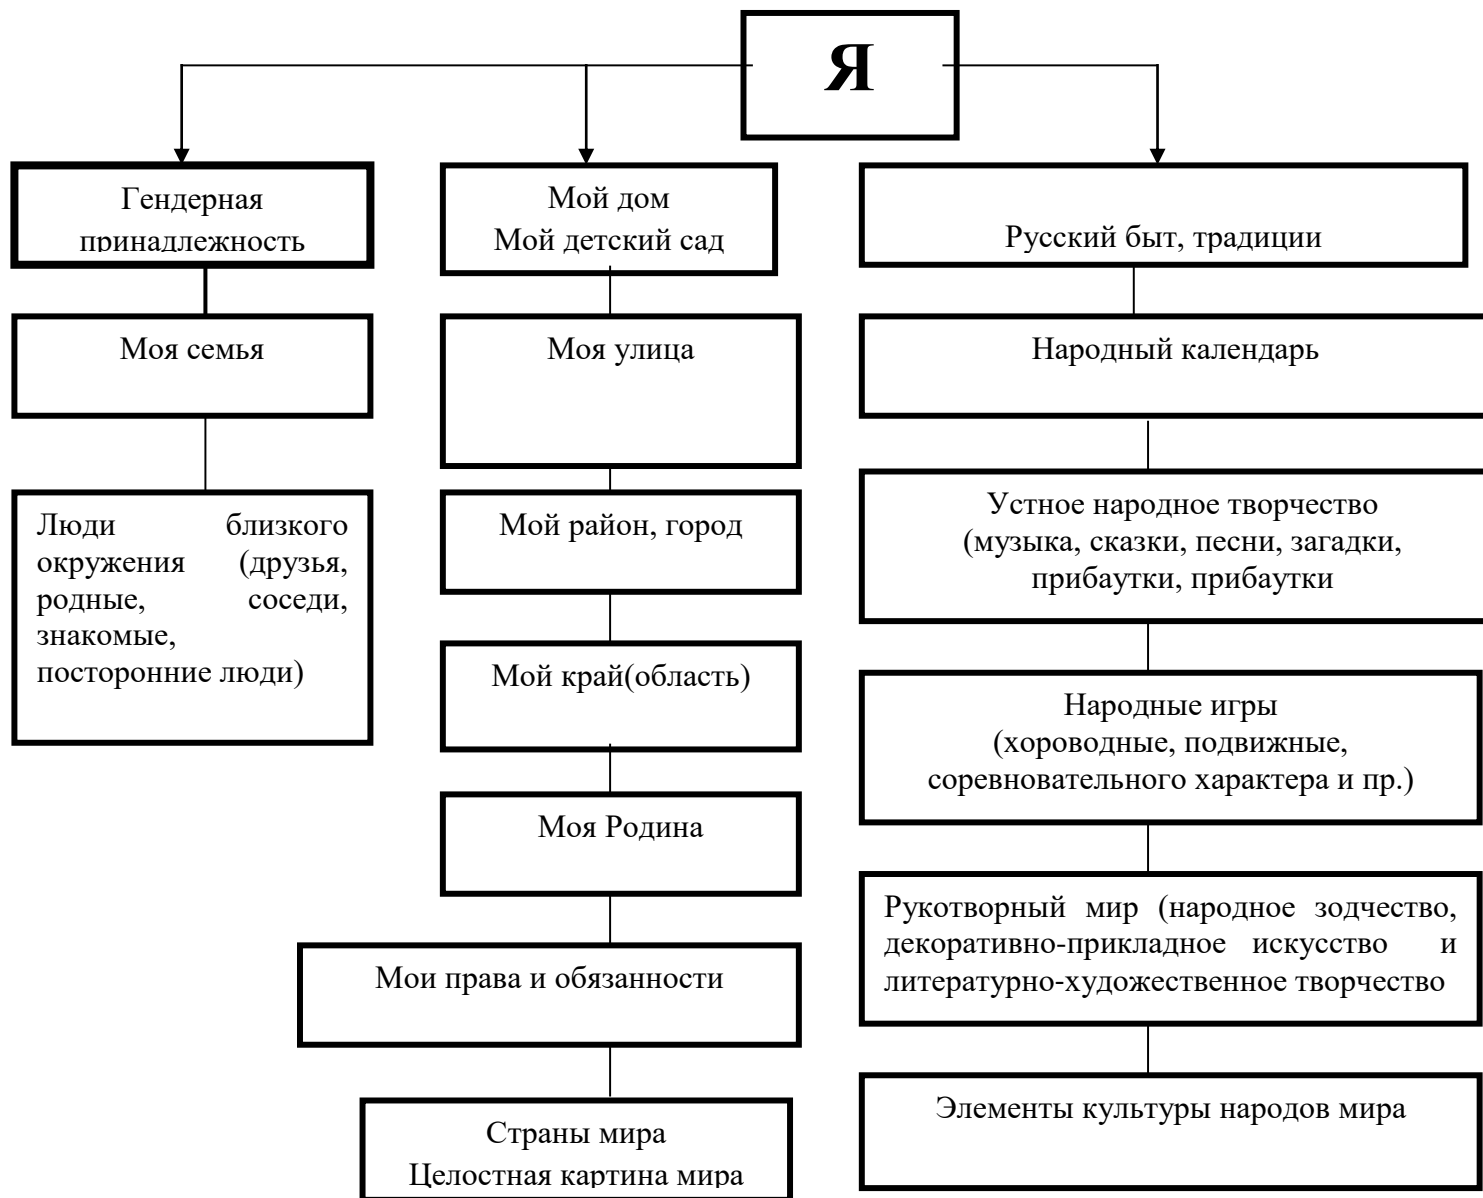 Я
Гендерная
принадлежность
Моя семья
Люди близкого
окружения (друзья,
родные, соседи,
знакомые,
посторонние люди)
Мой дом
Мой детский сад
Моя улица
Мой район, город
Мой край(область)
Моя Родина
Мои права и обязанности
Страны мира
Целостная картина мира
Русский быт, традиции
Народный календарь
Устное народное творчество
(музыка, сказки, песни, загадки,
прибаутки, прибаутки
Народные игры
(хороводные, подвижные,
соревновательного характера и пр.)
Рукотворный мир (народное зодчество,
декоративно-прикладное искусство и
литературно-художественное творчество
Элементы культуры народов мира